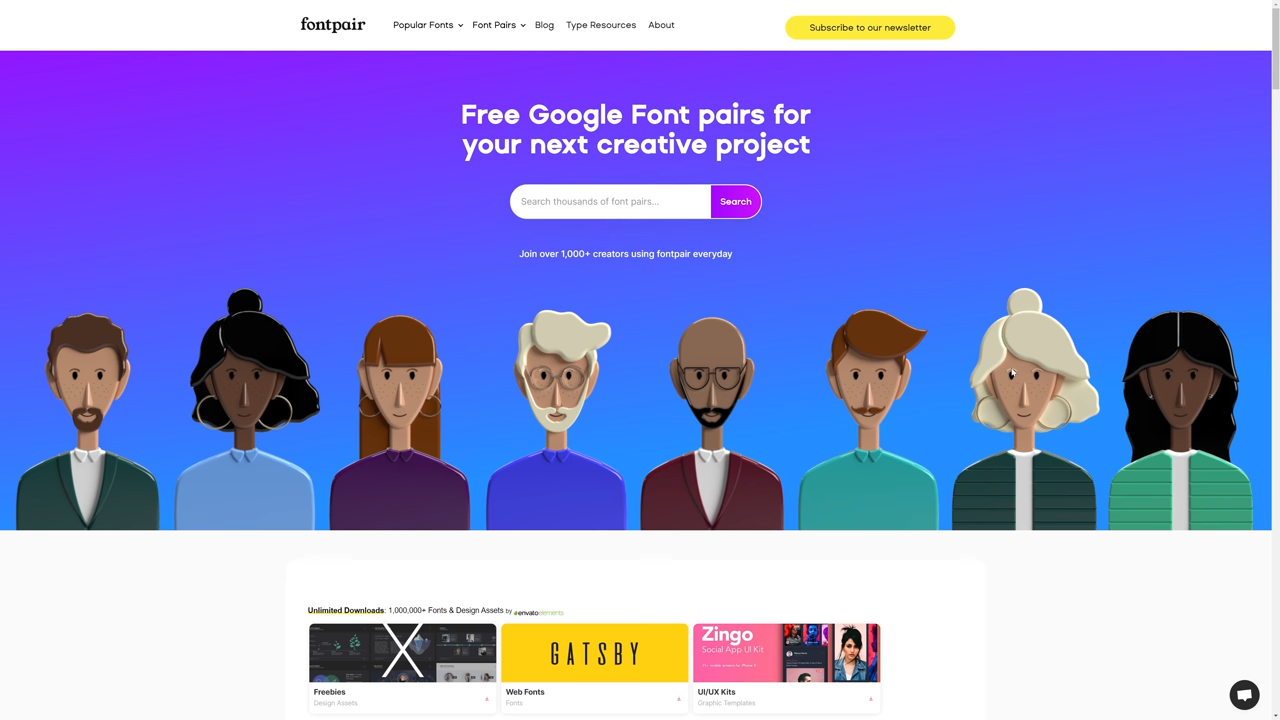 fontpair
Popular Fonts
Font Pairs
Blog
Type Resources
About
Subscribe to our newsletter
Free Google Font pairs for
your next creative project
Search thousands of font pairs...
Search
Join over 1,000+ creators using fontpair everyday
Unlimited Downloads: 1,000,000+ Fonts & Design Assets by envatoelements
GATSBY
Zingo
Social App UI Kit
Freebies
Design Assets
Web Fonts
Fonts
UI/UX Kits
Graphic Templates